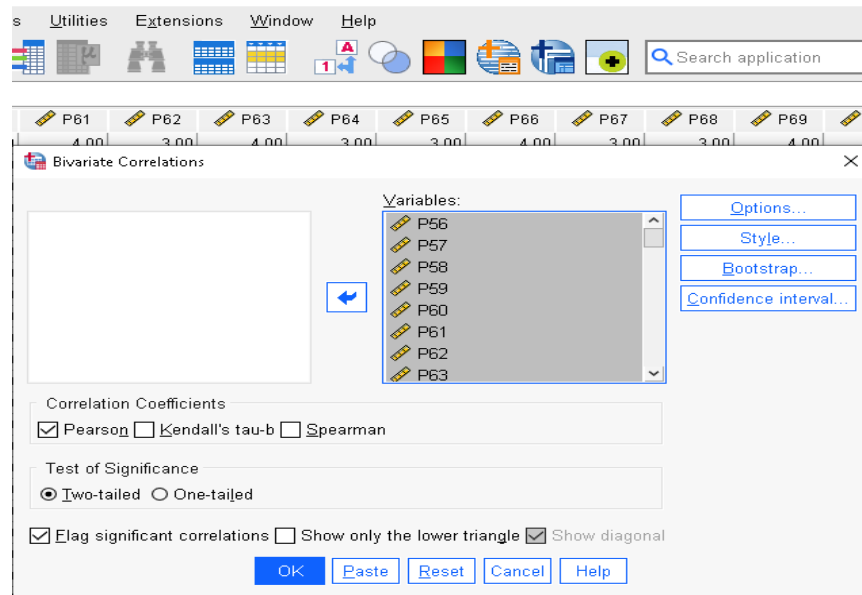 s Utilities Extensions Window Help
A
1
μ
Search application
P61 P62 P63 P64 P65 P66 P67 P68 P69
4.00 3.00 4.00 3.00 3.00 4.00 3.00 3.00 4.00
Bivariate Correlations
Variables:
P56
P57
P58
P59
P60
P61
P62
P63
Options...
Style...
Bootstrap...
Confidence interval...
Correlation Coefficients
Pearson Kendall's tau-b Spearman
Test of Significance
Two-tailed One-tailed
Flag significant correlations Show only the lower triangle Show diagonal
OK Paste Reset Cancel Help